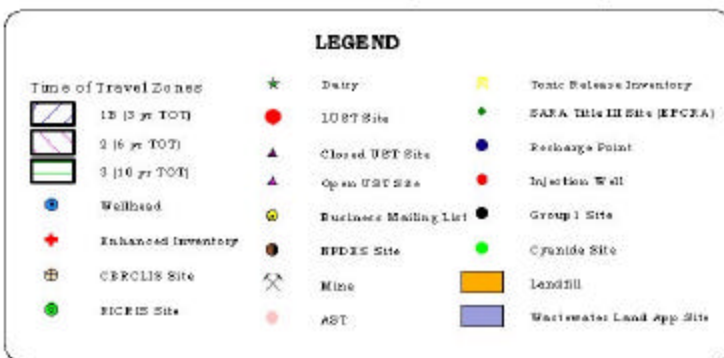 LEGEND
Time of Travel Zones
1B (3 yr TOT)
2 (6 yr TOT)
3 (10 yr TOT)
Wellhead
Enhanced Inventory
CERCLIS Site
RICRIS Site
Dairy
LUST Site
Closed UST Site
Open UST Site
Business Mailing List
NPDES Site
Mine
AST
Toxic Release Inventory
SARA Title III Site (EPCRA)
Recharge Point
Injection Well
Group 1 Site
Cyanide Site
Landfill
Wastewater Land App Site